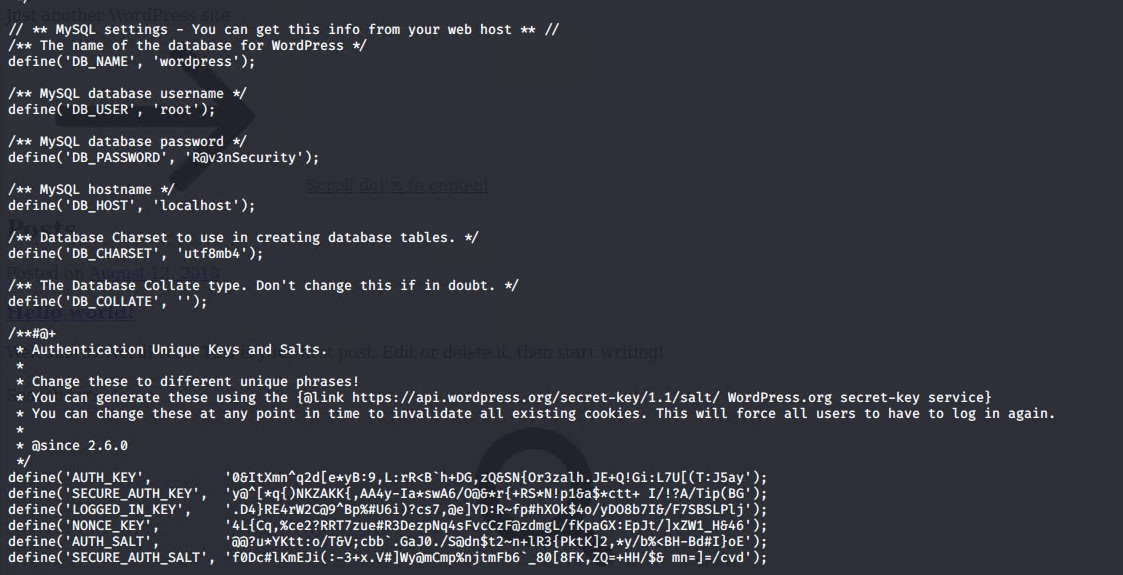 */
Just another WordPress site
// ** MySQL settings - You can get this info from your web host ** //
/** The name of the database for WordPress */
define('DB_NAME', 'wordpress');
/** MySQL database username */
define('DB_USER', 'root');
/** MySQL database password */
define('DB_PASSWORD', 'R@v3nSecurity');
Scroll down to content
/** MySQL hostname */
define('DB_HOST', 'localhost');
Posts
/** Database Charset to use in creating database tables. */
define('DB_CHARSET', 'utf8mb4');
Posted on August 12, 2018
/** The Database Collate type. Don't change this if in doubt. */
define('DB_COLLATE', '');
Hello world!
/**#@+
 * Authentication Unique Keys and Salts.
post. Edit or delete it, then start writing!
 *
 * Change these to different unique phrases!
 * You can generate these using the {@link https://api.wordpress.org/secret-key/1.1/salt/ WordPress.org secret-key service}
 * You can change these at any point in time to invalidate all existing cookies. This will force all users to have to log in again.
 *
 * @since 2.6.0
 */
define('AUTH_KEY',         '0&ItXmn^q2d[e*yB:9,L:rR<B`h+DG,zQ&SN{Or3zalh.JE+Q!Gi:L7U[(T:J5ay');
define('SECURE_AUTH_KEY',  'y@^[*q{)NKZAKK{,AA4y-Ia*swA6/O@&*r{+RS*N!p1&a$*ctt+ I/!?A/Tip(BG');
define('LOGGED_IN_KEY',    '.D4}RE4rW2C@9^Bp%#U6i)?cs7,@e]YD:R~fp#hXOk$4o/yDO8b7I&/F7SBSLPlj');
define('NONCE_KEY',        '4L{Cq,%ce2?RRT7zue#R3DezpNq4sFvcCzF@zdmgL/fKpaGX:EpJt/]xZW1_H&46');
define('AUTH_SALT',        '@@?u*YKtt:o/T&V;cbb`.GaJ0./S@dn$t2~n+lR3{PktK]2,*y/b%<BH-Bd#I}oE');
define('SECURE_AUTH_SALT', 'f0Dc#lKmEJi(:-3+x.V#]Wy@mCmp%njtmFb6`_80[8FK,ZQ=+HH/$& mn=]=/cvd');